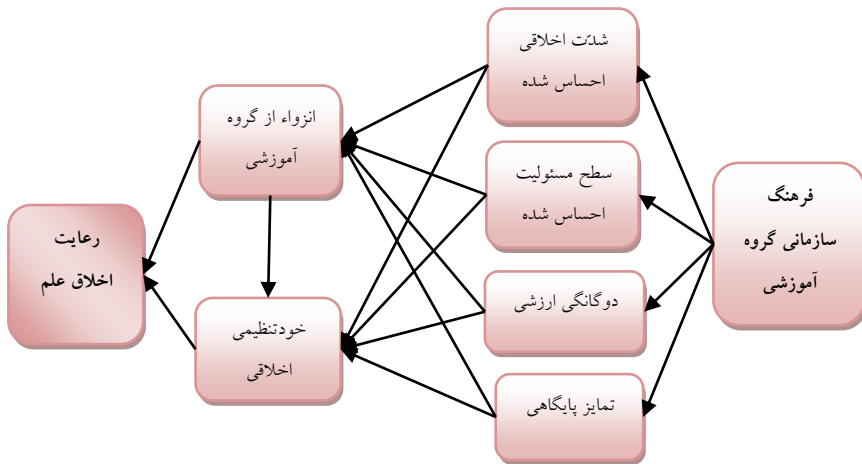 فرهنگ
سازمانی گروه
آموزشی
شدّت اخلاقی
احساس شده
سطح مسئولیت
احساس شده
دوگانگی ارزشی
تمایز پایگاهی
انزواء از گروه
آموزشی
خودتنظیمی
اخلاقی
رعایت
اخلاق علم